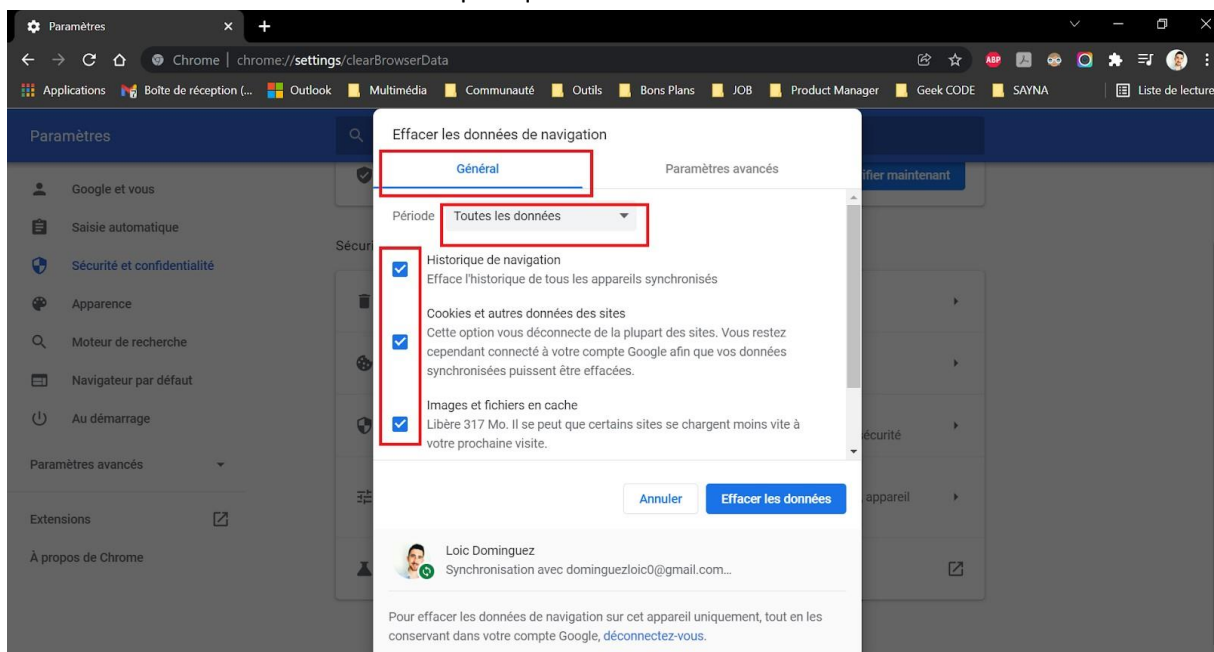 Paramètres
Chrome | chrome://settings/clearBrowserData
ABP
Applications Boîte de réception (... Outlook Multimédia Communauté Outils Bons Plans JOB Product Manager Geek CODE SAYNA Liste de lecture
Paramètres
Google et vous
Saisie automatique
Sécurité et confidentialité
Apparence
Moteur de recherche
Navigateur par défaut
Au démarrage
Paramètres avancés
Extensions
À propos de Chrome
Effacer les données de navigation
Général Paramètres avancés
Période Toutes les données
Historique de navigation
Efface l'historique de tous les appareils synchronisés
Cookies et autres données des sites
Cette option vous déconnecte de la plupart des sites. Vous restez
cependant connecté à votre compte Google afin que vos données
synchronisées puissent être effacées.
Images et fichiers en cache
Libère 317 Mo. Il se peut que certains sites se chargent moins vite à
votre prochaine visite.
Annuler Effacer les données
Loic Dominguez
Synchronisation avec dominguezloic0@gmail.com...
Pour effacer les données de navigation sur cet appareil uniquement, tout en les
conservant dans votre compte Google, déconnectez-vous.
maintenant
appareil